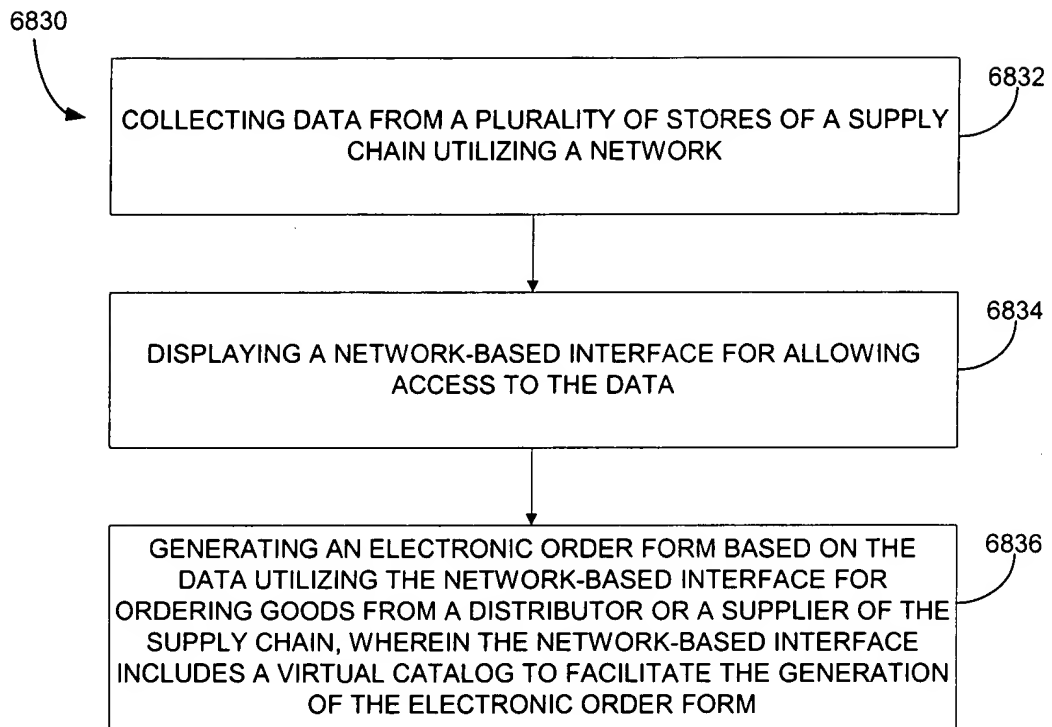 6830
6832
COLLECTING DATA FROM A PLURALITY OF STORES OF A SUPPLY
CHAIN UTILIZING A NETWORK
6834
DISPLAYING A NETWORK-BASED INTERFACE FOR ALLOWING
ACCESS TO THE DATA
6836
GENERATING AN ELECTRONIC ORDER FORM BASED ON THE
DATA UTILIZING THE NETWORK-BASED INTERFACE FOR
ORDERING GOODS FROM A DISTRIBUTOR OR A SUPPLIER OF THE
SUPPLY CHAIN, WHEREIN THE NETWORK-BASED INTERFACE
INCLUDES A VIRTUAL CATALOG TO FACILITATE THE GENERATION
OF THE ELECTRONIC ORDER FORM